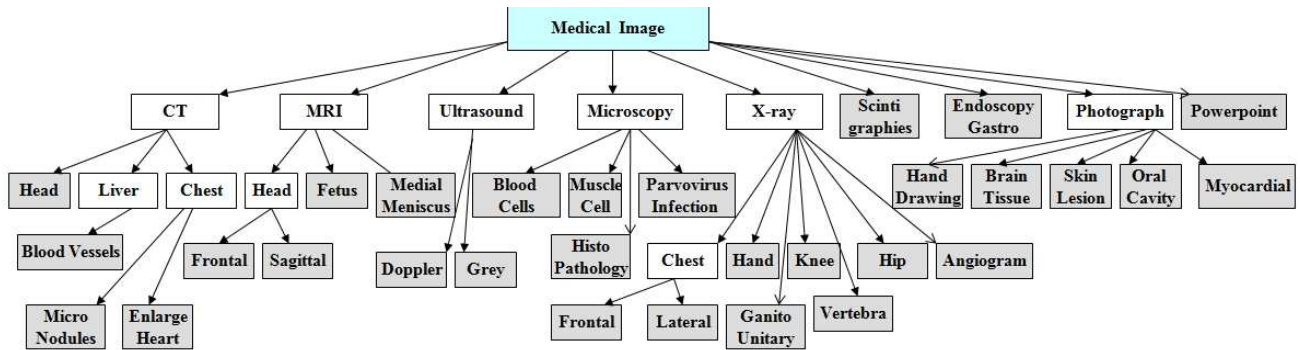 Medical Image
CT
MRI
Ultrasound
Microscopy
X-ray
Scinti
graphies
Endoscopy
Gastro
Photograph
Powerpoint
Head
Liver
Chest
Head
Fetus
Medial
Meniscus
Blood
Cells
Muscle
Cell
Parvovirus
Infection
Hand
Drawing
Brain
Tissue
Skin
Lesion
Oral
Cavity
Myocardial
Blood Vessels
Frontal
Sagittal
Doppler
Grey
Histo
Pathology
Chest
Hand
Knee
Hip
Angiogram
Micro
Nodules
Enlarge
Heart
Frontal
Lateral
Ganito
Unitary
Vertebra